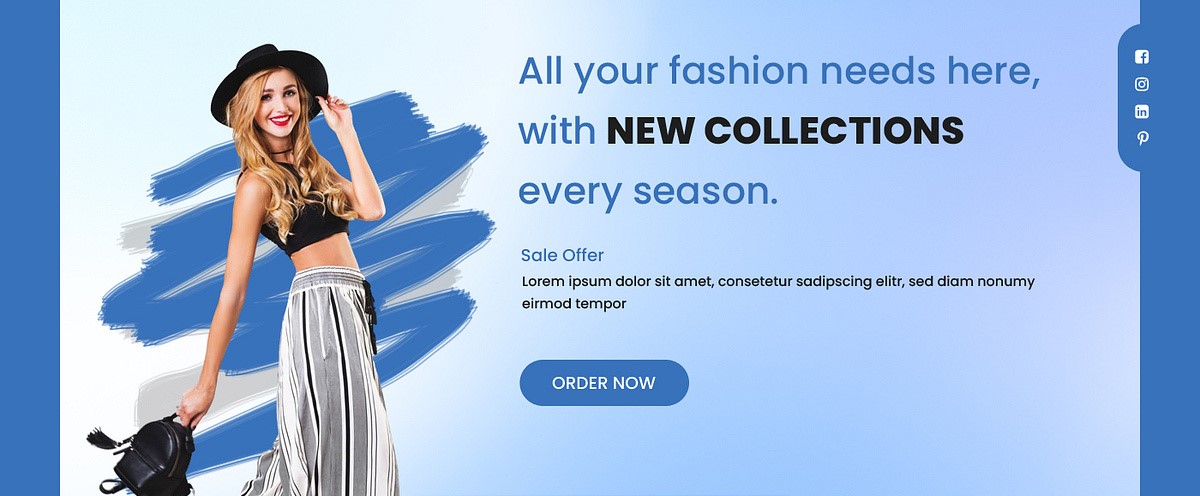 All your fashion needs here,
with NEW COLLECTIONS
every season.
Sale Offer
Lorem ipsum dolor sit amet, consetetur sadipscing elitr, sed diam nonumy
eirmod tempor
ORDER NOW